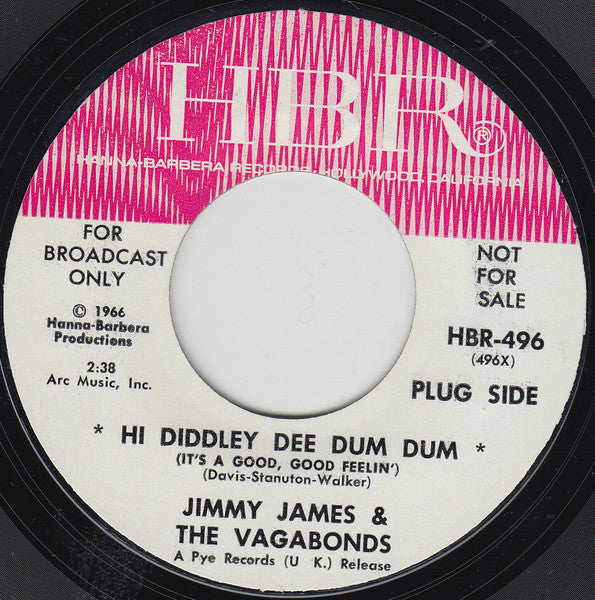 HBR®
HANNA-BARBERA RECORDS, HOLLYWOOD, CALIFORNIA
FOR
BROADCAST
ONLY
© 1966
Hanna-Barbera
Productions
2:38
Arc Music, Inc.
NOT
FOR
SALE
HBR-496
(496X)
PLUG SIDE
* HI DIDDLEY DEE DUM DUM *
(IT'S A GOOD, GOOD FEELIN')
(Davis-Stanuton-Walker)
JIMMY JAMES &
THE VAGABONDS
A Pye Records (U K.) Release